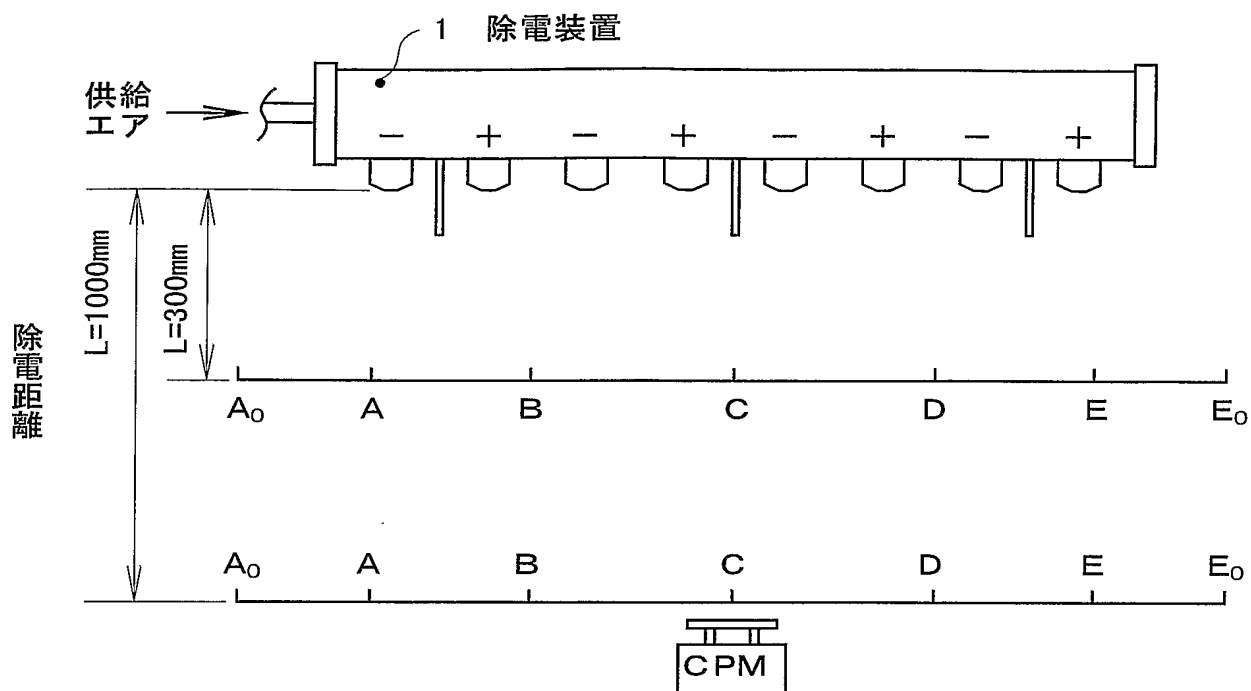 1 除電装置
供給
エア
− + − + − + − +
L=1000mm
L=300mm
除電距離
A₀ A B C D E E₀
A₀ A B C D E E₀
CPM